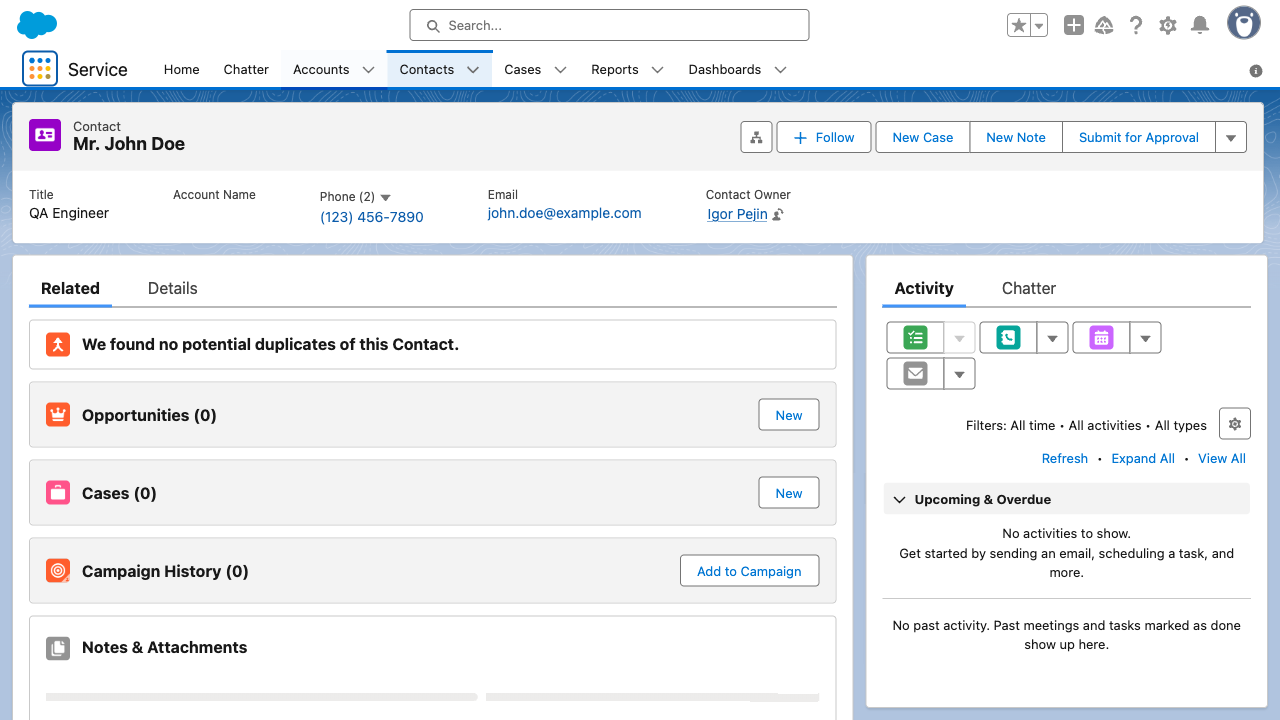 Search...
Service
Home
Chatter
Accounts
Contacts
Cases
Reports
Dashboards
Contact
Mr. John Doe
Follow
New Case
New Note
Submit for Approval
Title
QA Engineer
Account Name
Phone (2)
(123) 456-7890
Email
john.doe@example.com
Contact Owner
Igor Pejin
Related
Details
We found no potential duplicates of this Contact.
Opportunities (0)
New
Cases (0)
New
Campaign History (0)
Add to Campaign
Notes & Attachments
Activity
Chatter
Filters: All time • All activities • All types
Refresh • Expand All • View All
Upcoming & Overdue
No activities to show.
Get started by sending an email, scheduling a task, and
more.
No past activity. Past meetings and tasks marked as done
show up here.